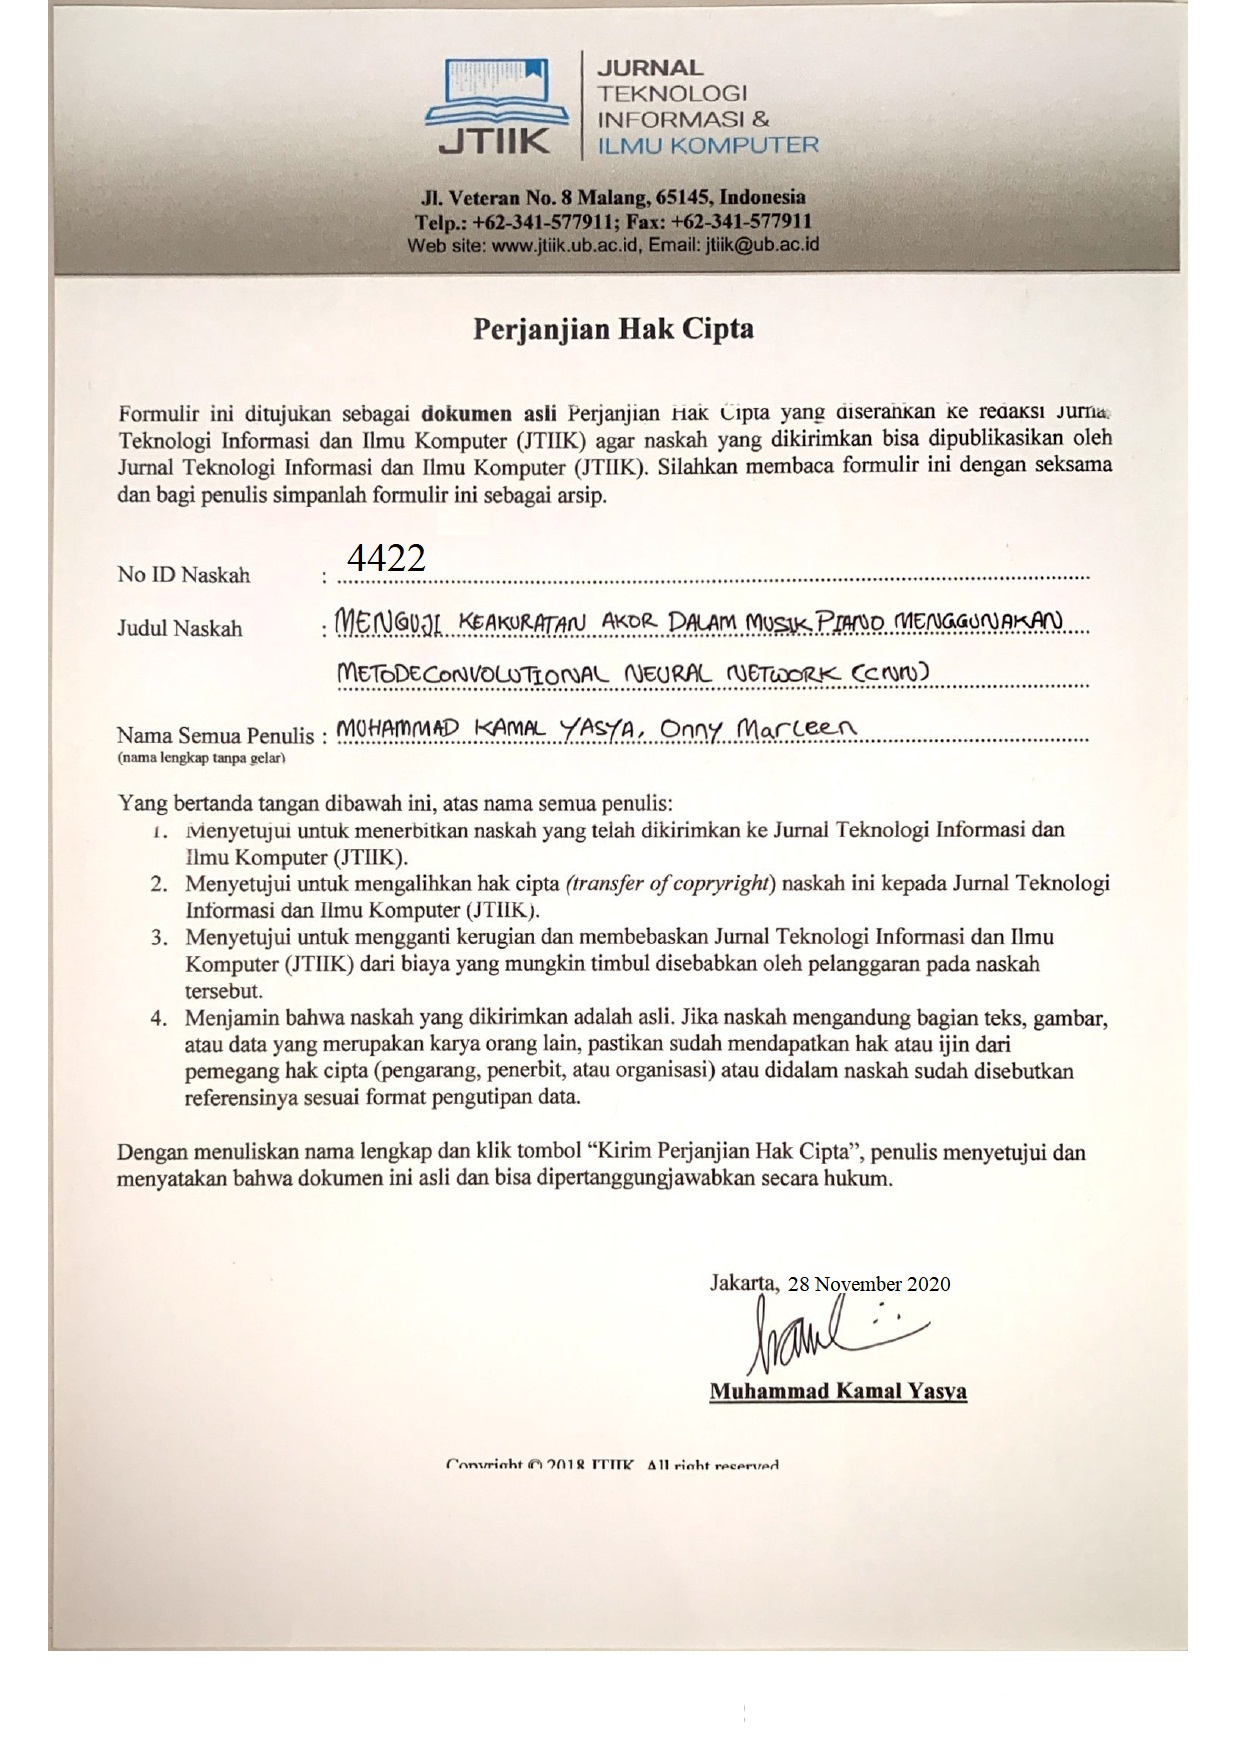 JTIIK
JURNAL
TEKNOLOGI
INFORMASI &
ILMU KOMPUTER
Jl. Veteran No. 8 Malang, 65145, Indonesia
Telp.: +62-341-577911; Fax: +62-341-577911
Web site: www.jtiik.ub.ac.id, Email: jtiik@ub.ac.id
Perjanjian Hak Cipta
Formulir ini ditujukan sebagai dokumen asli Perjanjian Hak Cipta yang diserahkan ke redaksi Jurnal
Teknologi Informasi dan Ilmu Komputer (JTIIK) agar naskah yang dikirimkan bisa dipublikasikan oleh
Jurnal Teknologi Informasi dan Ilmu Komputer (JTIIK). Silahkan membaca formulir ini dengan seksama
dan bagi penulis simpanlah formulir ini sebagai arsip.
No ID Naskah : 4422
Judul Naskah : MENGUJI KEAKURATAN AKOR DALAM MUSIK PIANO MENGGUNAKAN
METODE CONVOLUTIONAL NEURAL NETWORK (CNN)
Nama Semua Penulis : MUHAMMAD KAMAL YASYA, Onny Marleen
(nama lengkap tanpa gelar)
Yang bertanda tangan dibawah ini, atas nama semua penulis:
1. Menyetujui untuk menerbitkan naskah yang telah dikirimkan ke Jurnal Teknologi Informasi dan
Ilmu Komputer (JTIIK).
2. Menyetujui untuk mengalihkan hak cipta (transfer of copryright) naskah ini kepada Jurnal Teknologi
Informasi dan Ilmu Komputer (JTIIK).
3. Menyetujui untuk mengganti kerugian dan membebaskan Jurnal Teknologi Informasi dan Ilmu
Komputer (JTIIK) dari biaya yang mungkin timbul disebabkan oleh pelanggaran pada naskah
tersebut.
4. Menjamin bahwa naskah yang dikirimkan adalah asli. Jika naskah mengandung bagian teks, gambar,
atau data yang merupakan karya orang lain, pastikan sudah mendapatkan hak atau ijin dari
pemegang hak cipta (pengarang, penerbit, atau organisasi) atau didalam naskah sudah disebutkan
referensinya sesuai format pengutipan data.
Dengan menuliskan nama lengkap dan klik tombol “Kirim Perjanjian Hak Cipta”, penulis menyetujui dan
menyatakan bahwa dokumen ini asli dan bisa dipertanggungjawabkan secara hukum.
Jakarta, 28 November 2020
Muhammad Kamal Yasya
Copyright © 2018 JTIIK. All right reserved